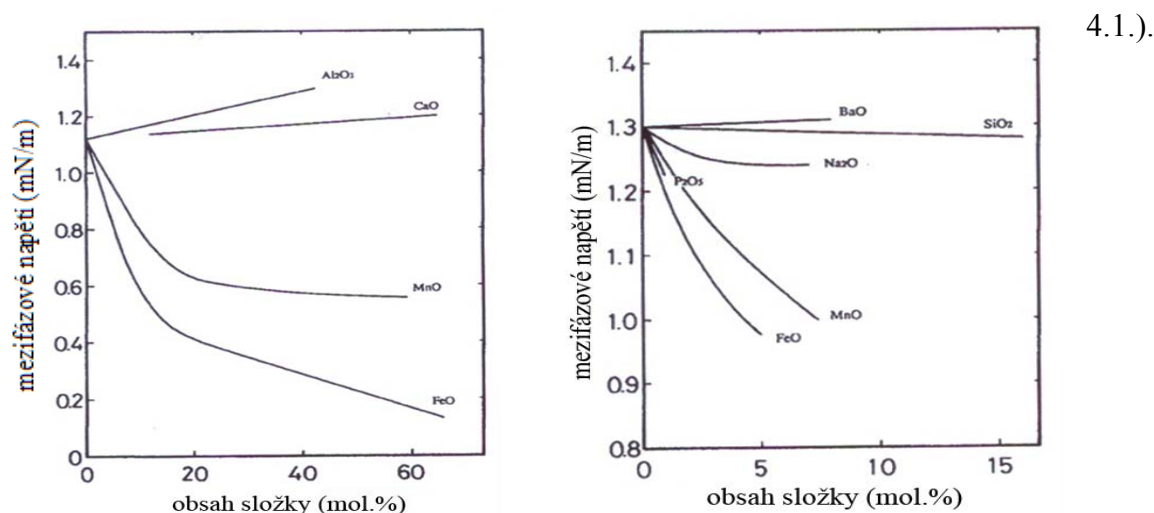 4.1.).
mezifázové napětí (mN/m)
1.4
1.2
1.0
0.8
0.6
0.4
0.2
0
Al₂O₃
CaO
MnO
FeO
0 20 40 60
obsah složky (mol.%)
mezifázové napětí (mN/m)
1.4
1.3
1.2
1.1
1.0
0.9
0.8
BaO
SiO₂
Na₂O
P₂O₅
MnO
FeO
0 5 10 15
obsah složky (mol.%)